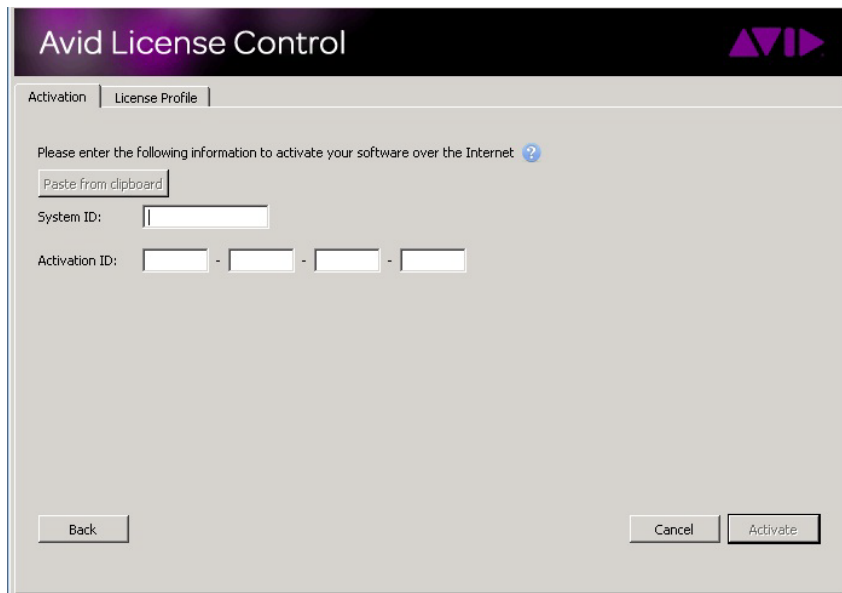 Avid License Control AVID
Activation License Profile
Please enter the following information to activate your software over the Internet ?
Paste from clipboard
System ID:
Activation ID: - - -
Back Cancel Activate